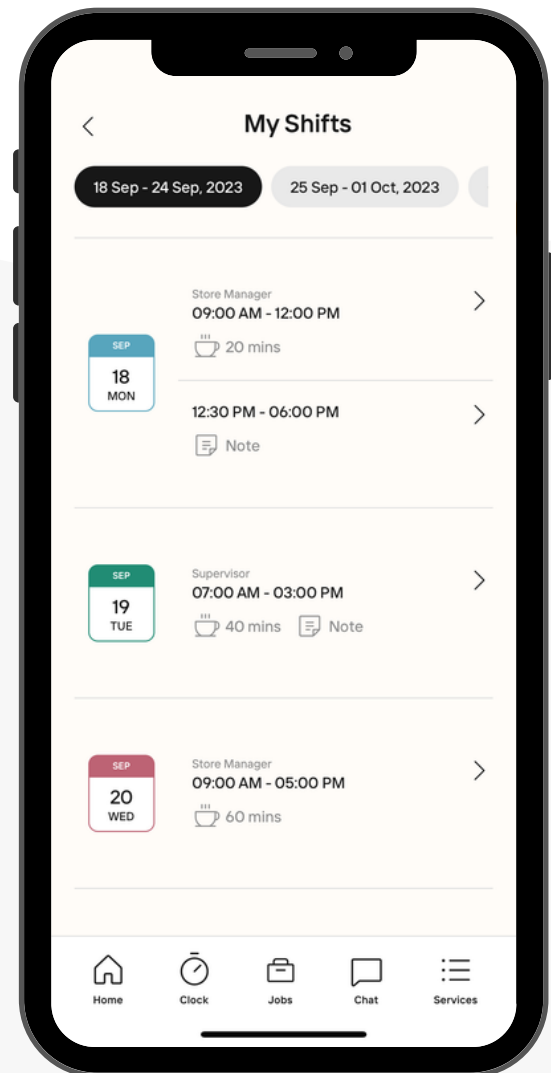 My Shifts
18 Sep - 24 Sep, 2023
25 Sep - 01 Oct, 2023
SEP
18
MON
Store Manager
09:00 AM - 12:00 PM
20 mins
12:30 PM - 06:00 PM
Note
SEP
19
TUE
Supervisor
07:00 AM - 03:00 PM
40 mins
Note
SEP
20
WED
Store Manager
09:00 AM - 05:00 PM
60 mins
Home
Clock
Jobs
Chat
Services